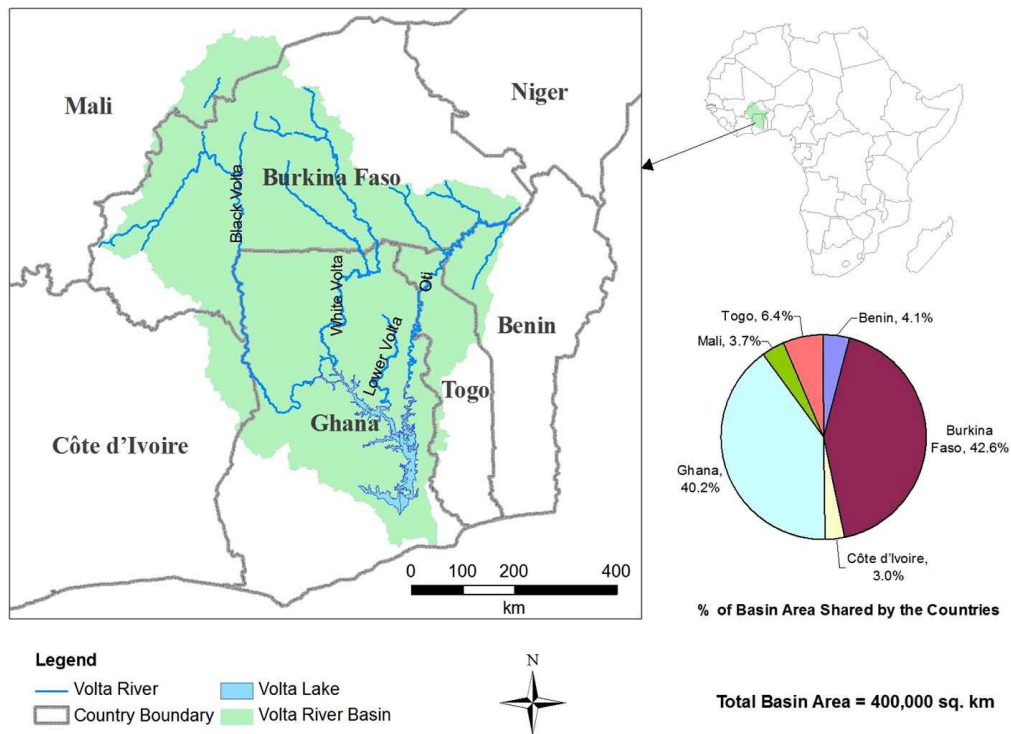 Mali
Niger
Burkina Faso
Black Volta
White Volta
Oti
Lower Volta
Benin
Togo
Ghana
Côte d’Ivoire
0 100 200 400
km
Togo, 6.4%
Benin, 4.1%
Mali, 3.7%
Burkina
Faso, 42.6%
Ghana,
40.2%
Côte d’Ivoire,
3.0%
% of Basin Area Shared by the Countries
Legend
Volta River
Volta Lake
Country Boundary
Volta River Basin
N
Total Basin Area = 400,000 sq. km